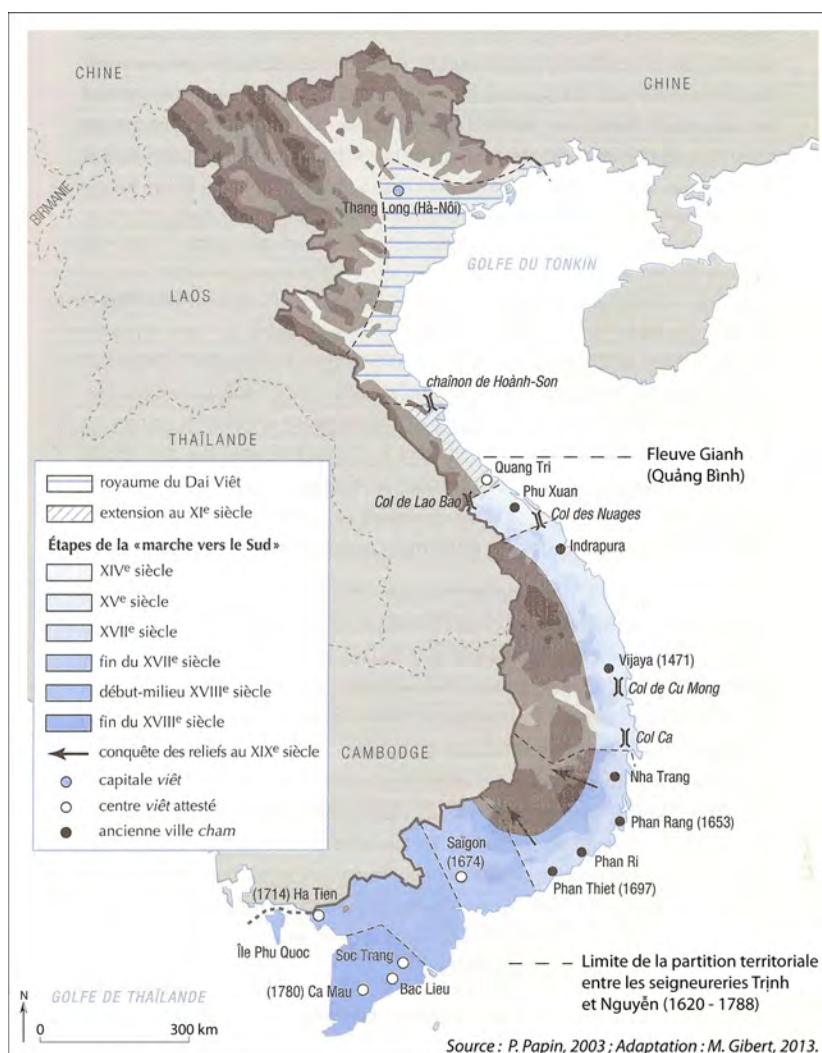 CHINE
CHINE
BIRMANIE
Thang Long (Hà-Nôi)
GOLFE DU TONKIN
LAOS
chaînon de Hoành-Son
THAÏLANDE
Fleuve Gianh
(Quảng Bình)
Quang Tri
Col de Lao Bao
Phu Xuan
Col des Nuages
Indrapura
royaume du Dai Viêt
extension au XIe siècle
Étapes de la «marche vers le Sud»
XIVe siècle
XVe siècle
XVIIe siècle
fin du XVIIe siècle
début-milieu XVIIIe siècle
fin du XVIIIe siècle
conquête des reliefs au XIXe siècle
capitale viêt
centre viêt attesté
ancienne ville cham
Vijaya (1471)
Col de Cu Mong
Col Ca
CAMBODGE
Nha Trang
Phan Rang (1653)
Saïgon
(1674)
Phan Ri
Phan Thiet (1697)
(1714) Ha Tien
Île Phu Quoc
Soc Trang
Bac Lieu
(1780) Ca Mau
GOLFE DE THAÏLANDE
Limite de la partition territoriale
entre les seigneureries Trịnh
et Nguyễn (1620 - 1788)
N
0 300 km
Source : P. Papin, 2003 ; Adaptation : M. Gibert, 2013.